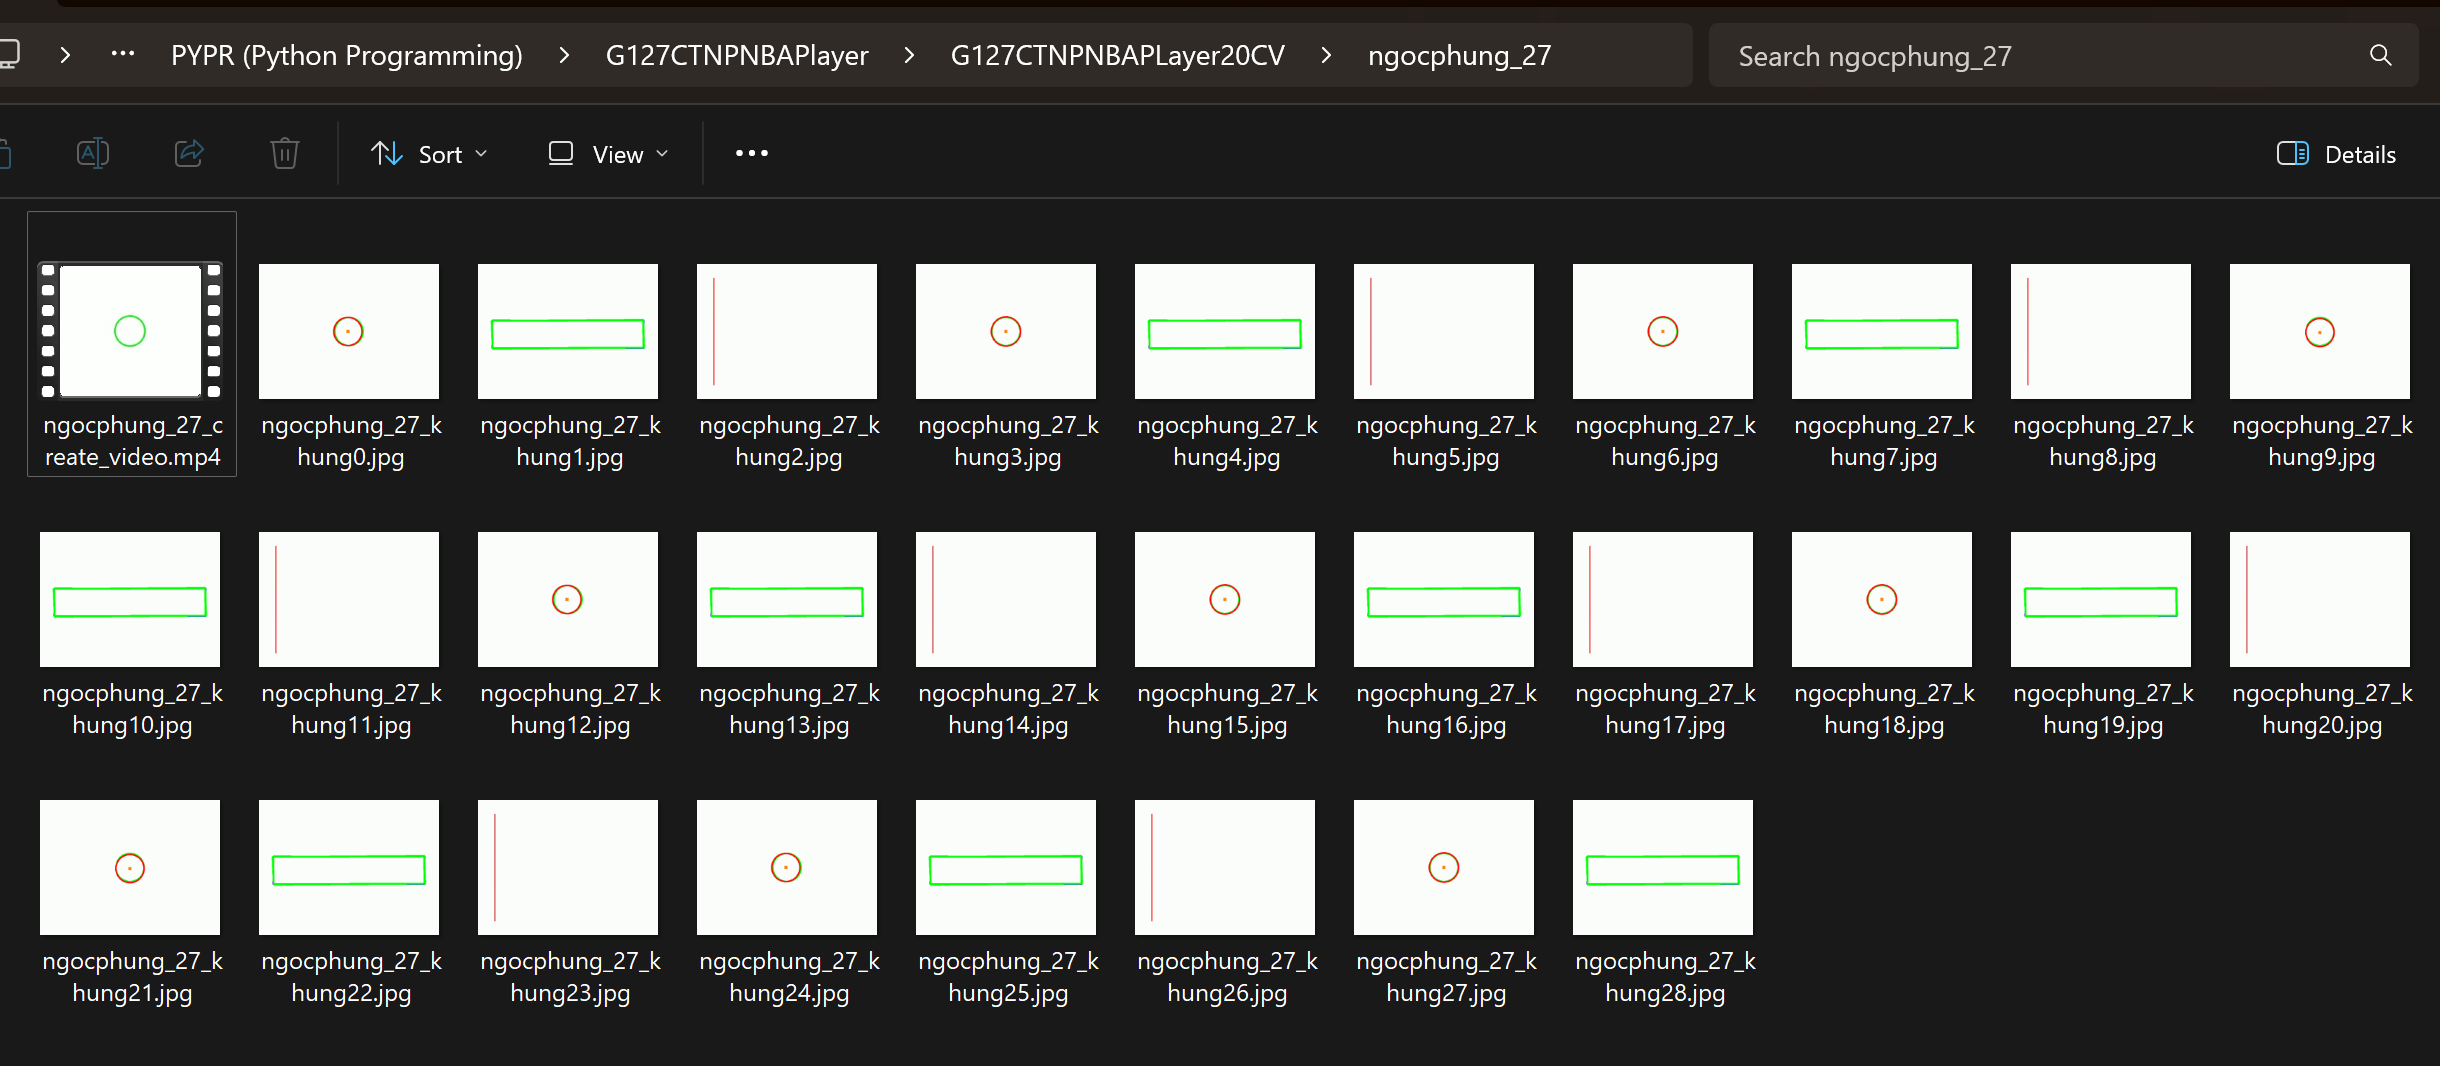 PYPR (Python Programming) > G127CTNPNBAPlayer > G127CTNPNBAPLayer20CV > ngocphung_27
Search ngocphung_27
Sort
View
Details
ngocphung_27_c
reate_video.mp4
ngocphung_27_k
hung0.jpg
ngocphung_27_k
hung1.jpg
ngocphung_27_k
hung2.jpg
ngocphung_27_k
hung3.jpg
ngocphung_27_k
hung4.jpg
ngocphung_27_k
hung5.jpg
ngocphung_27_k
hung6.jpg
ngocphung_27_k
hung7.jpg
ngocphung_27_k
hung8.jpg
ngocphung_27_k
hung9.jpg
ngocphung_27_k
hung10.jpg
ngocphung_27_k
hung11.jpg
ngocphung_27_k
hung12.jpg
ngocphung_27_k
hung13.jpg
ngocphung_27_k
hung14.jpg
ngocphung_27_k
hung15.jpg
ngocphung_27_k
hung16.jpg
ngocphung_27_k
hung17.jpg
ngocphung_27_k
hung18.jpg
ngocphung_27_k
hung19.jpg
ngocphung_27_k
hung20.jpg
ngocphung_27_k
hung21.jpg
ngocphung_27_k
hung22.jpg
ngocphung_27_k
hung23.jpg
ngocphung_27_k
hung24.jpg
ngocphung_27_k
hung25.jpg
ngocphung_27_k
hung26.jpg
ngocphung_27_k
hung27.jpg
ngocphung_27_k
hung28.jpg